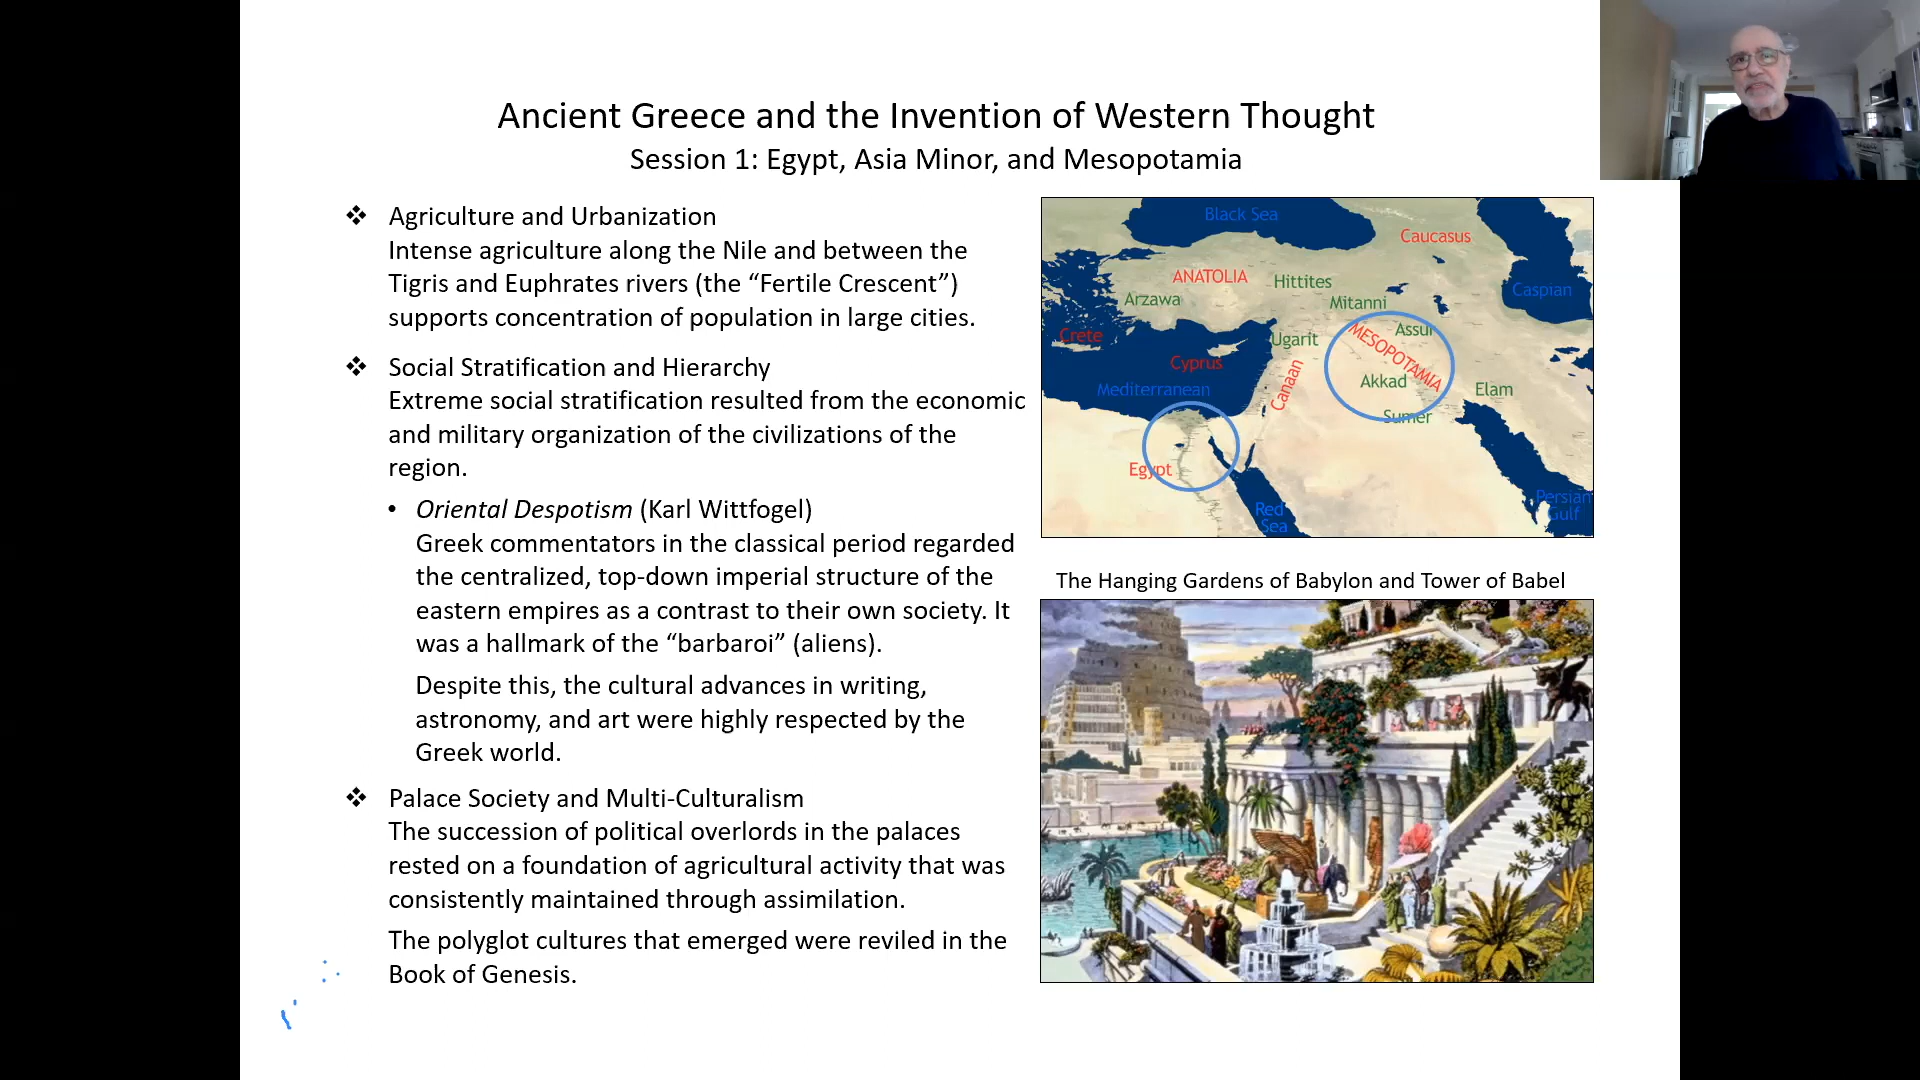 Ancient Greece and the Invention of Western Thought
Session 1: Egypt, Asia Minor, and Mesopotamia
❖ Agriculture and Urbanization
Intense agriculture along the Nile and between the
Tigris and Euphrates rivers (the “Fertile Crescent”)
supports concentration of population in large cities.
❖ Social Stratification and Hierarchy
Extreme social stratification resulted from the economic
and military organization of the civilizations of the
region.
• Oriental Despotism (Karl Wittfogel)
Greek commentators in the classical period regarded
the centralized, top-down imperial structure of the
eastern empires as a contrast to their own society. It
was a hallmark of the “barbaroi” (aliens).
Despite this, the cultural advances in writing,
astronomy, and art were highly respected by the
Greek world.
❖ Palace Society and Multi-Culturalism
The succession of political overlords in the palaces
rested on a foundation of agricultural activity that was
consistently maintained through assimilation.
The polyglot cultures that emerged were reviled in the
Book of Genesis.
Black Sea
Caucasus
ANATOLIA
Hittites
Caspian
Arzawa
Mitanni
Crete
Assur
Ugarit
MESOPOTAMIA
Cyprus
Canaan
Akkad
Mediterranean
Elam
Sumer
Egypt
Persian
Gulf
Red
Sea
The Hanging Gardens of Babylon and Tower of Babel